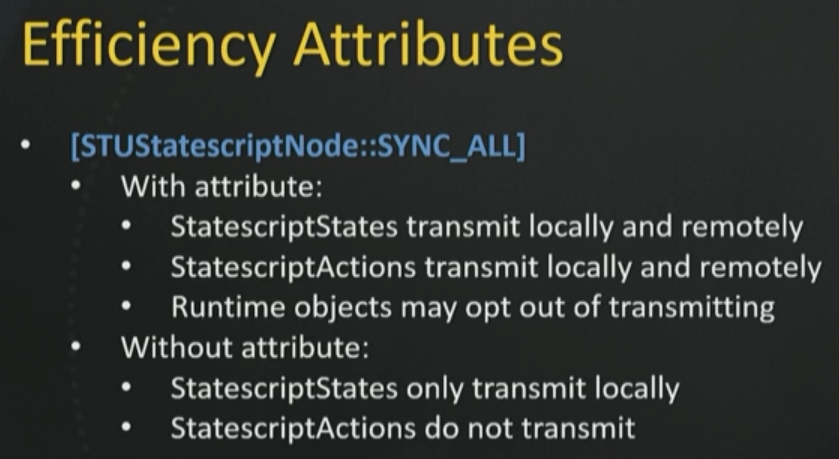 Efficiency Attributes
• [STUStatescriptNode::SYNC_ALL]
• With attribute:
• StatescriptStates transmit locally and remotely
• StatescriptActions transmit locally and remotely
• Runtime objects may opt out of transmitting
• Without attribute:
• StatescriptStates only transmit locally
• StatescriptActions do not transmit